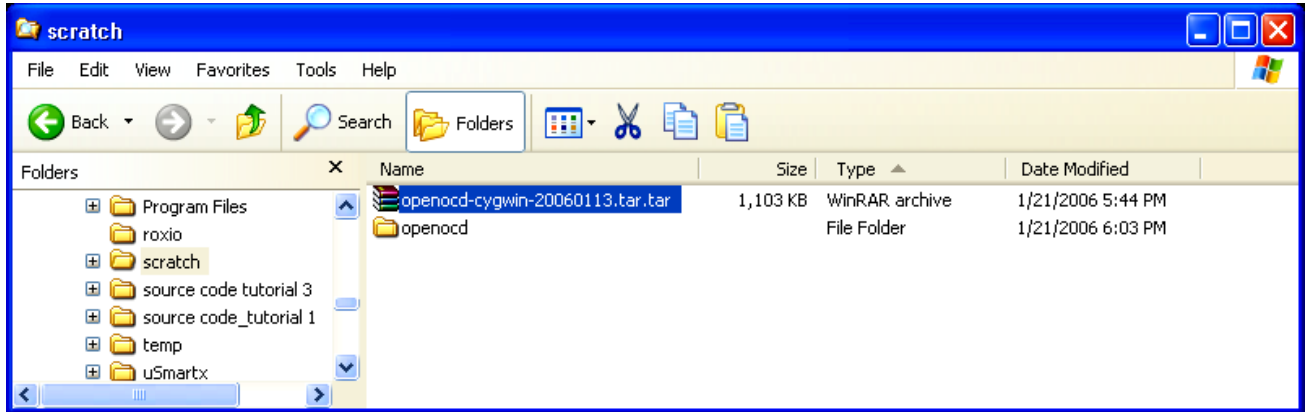 scratch
File Edit View Favorites Tools Help
Back Search Folders
Folders
Name Size Type Date Modified
Program Files
roxio
scratch
source code tutorial 3
source code_tutorial 1
temp
uSmartx
openocd-cygwin-20060113.tar.tar 1,103 KB WinRAR archive 1/21/2006 5:44 PM
openocd File Folder 1/21/2006 6:03 PM